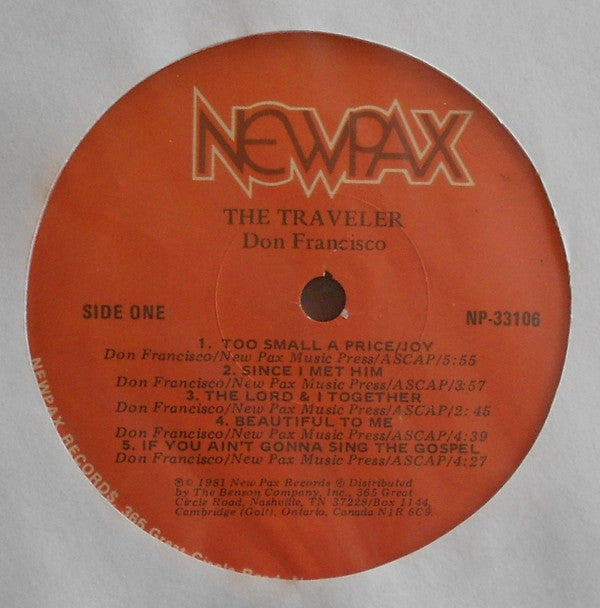 NEWPAX
THE TRAVELER
Don Francisco
SIDE ONE
NP-33106
1. TOO SMALL A PRICE/JOY
Don Francisco/New Pax Music Press/ASCAP/5:55
2. SINCE I MET HIM
Don Francisco/New Pax Music Press/ASCAP/3:57
3. THE LORD & I TOGETHER
Don Francisco/New Pax Music Press/ASCAP/2:45
4. BEAUTIFUL TO ME
Don Francisco/New Pax Music Press/ASCAP/4:39
5. IF YOU AIN'T GONNA SING THE GOSPEL
Don Francisco/New Pax Music Press/ASCAP/4:27
℗© 1981 New Pax Records ® Distributed
by The Benson Company, Inc., 365 Great
Circle Road, Nashville, TN 37228/Box 1144,
Cambridge (Galt), Ontario, Canada N1R 6C9.
NEWPAX RECORDS, 365 Great Circle Road,